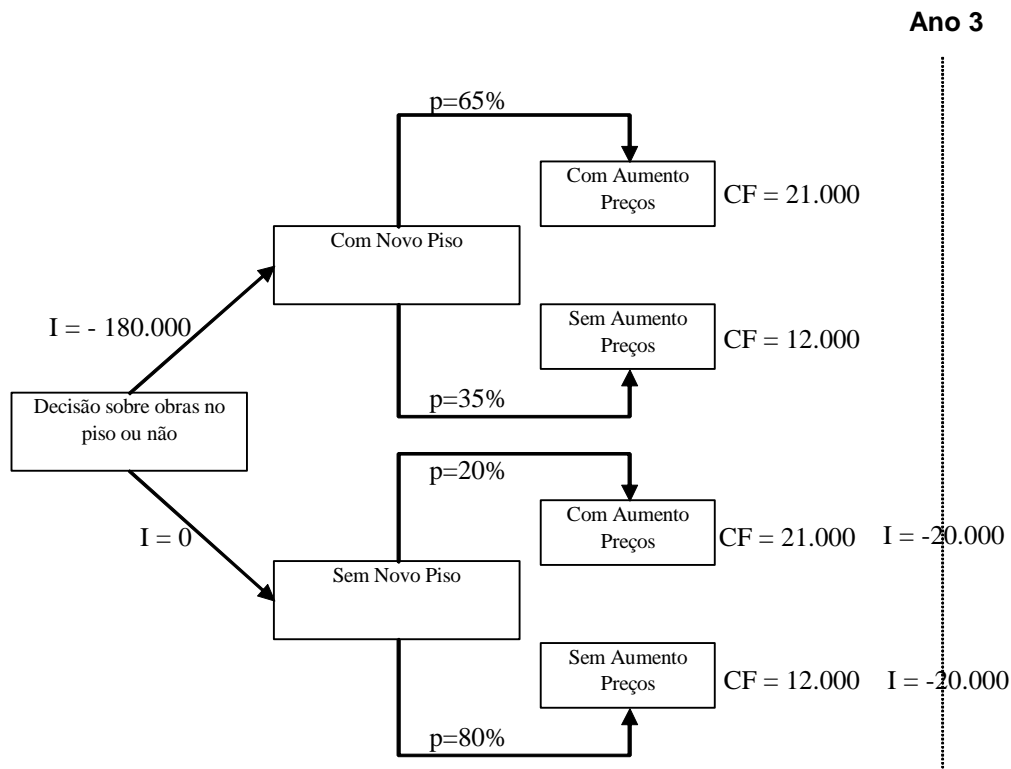 Ano 3
p=65%
Com Aumento
Preços
CF = 21.000
Com Novo Piso
I = - 180.000
Sem Aumento
Preços
CF = 12.000
p=35%
Decisão sobre obras no
piso ou não
p=20%
Com Aumento
Preços
CF = 21.000
I = -20.000
I = 0
Sem Novo Piso
Sem Aumento
Preços
CF = 12.000
I = -20.000
p=80%